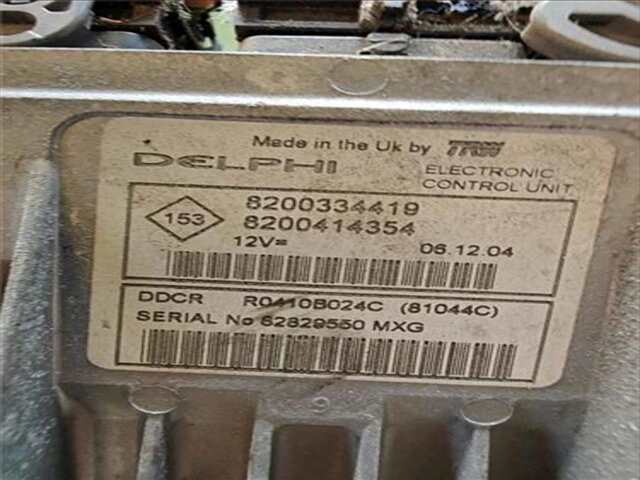 Made in the Uk by TRW
DELPHI
ELECTRONIC
CONTROL UNIT
153
8200334419
8200414354
12V=
06.12.04
DDCR R0410B024C (81044C)
SERIAL No 62829550 MXG
9